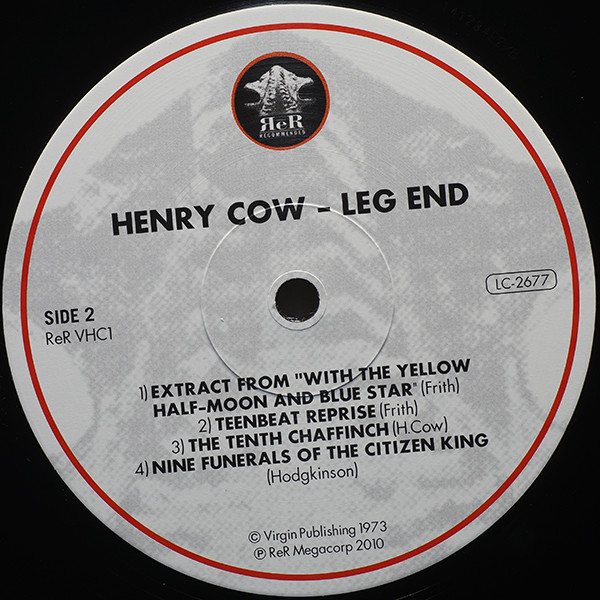 ЯeR
RECOMMENDED
HENRY COW - LEG END
LC-2677
SIDE 2
ReR VHC1
1) EXTRACT FROM "WITH THE YELLOW
HALF-MOON AND BLUE STAR" (Frith)
2) TEENBEAT REPRISE (Frith)
3) THE TENTH CHAFFINCH (H.Cow)
4) NINE FUNERALS OF THE CITIZEN KING
(Hodgkinson)
© Virgin Publishing 1973
℗ ReR Megacorp 2010